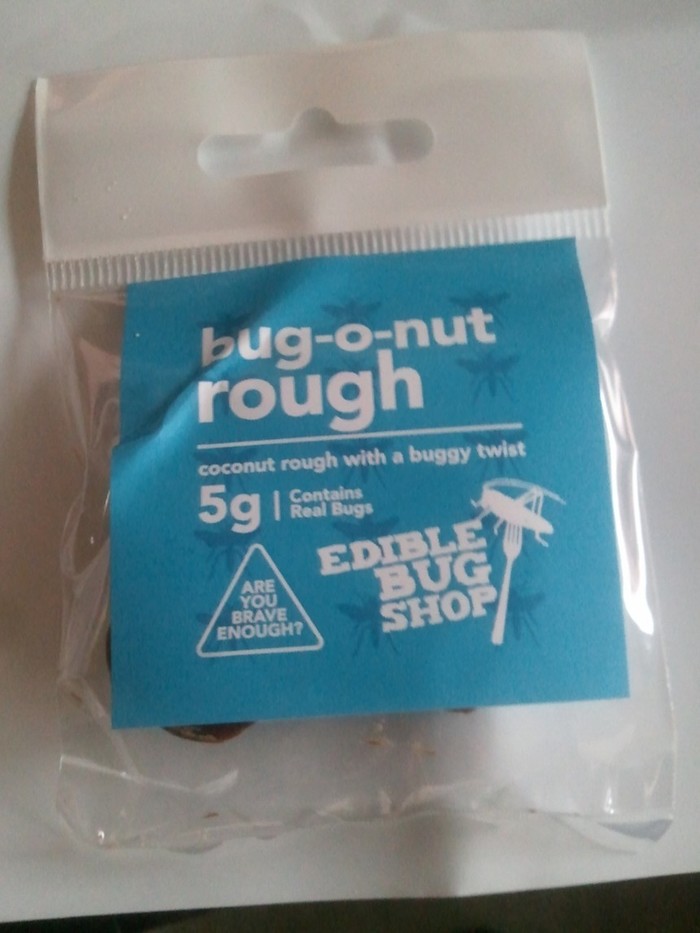 bug-o-nut
rough
coconut rough with a buggy twist
5g | Contains
Real Bugs
ARE
YOU
BRAVE
ENOUGH?
EDIBLE
BUG
SHOP